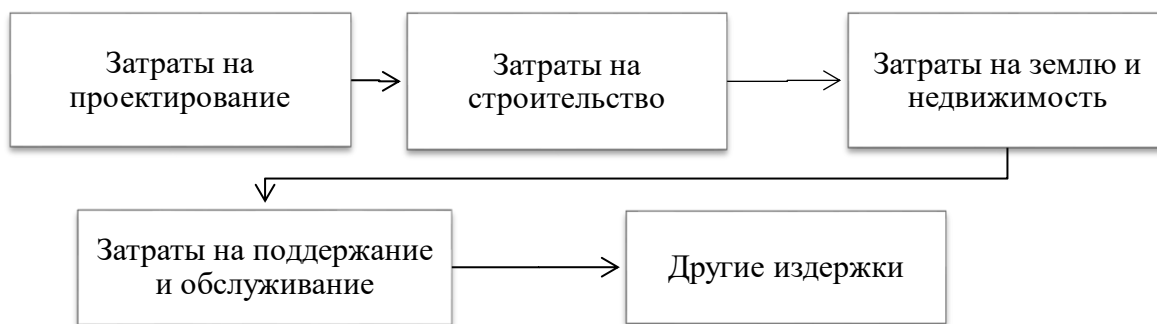 Затраты на
проектирование
Затраты на
строительство
Затраты на землю и
недвижимость
Затраты на поддержание
и обслуживание
Другие издержки